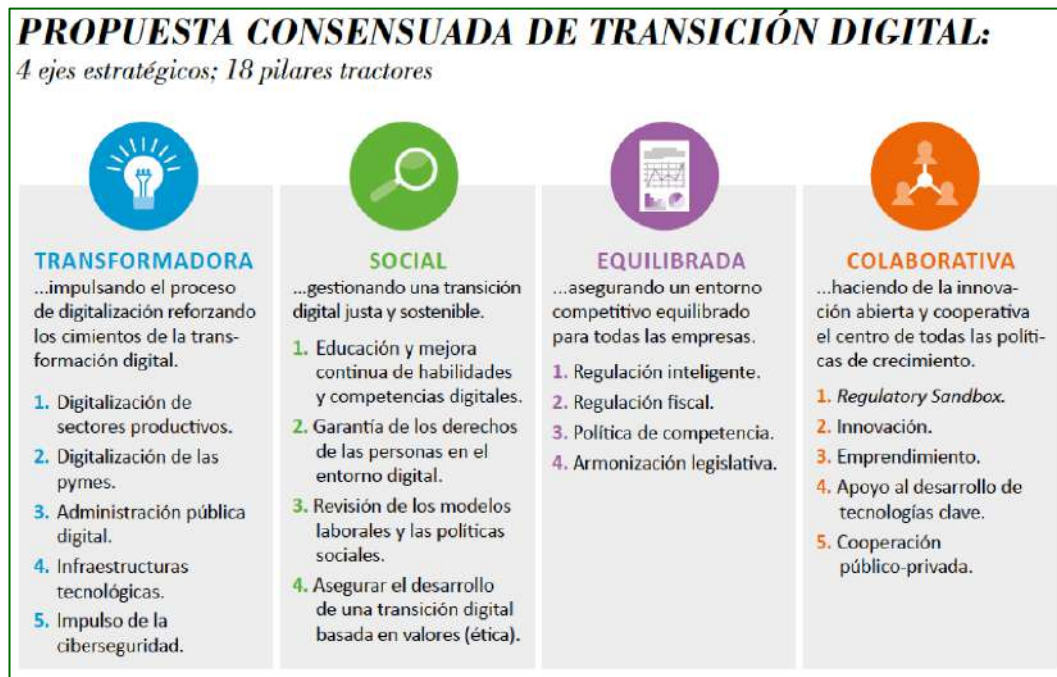 PROPUESTA CONSENSUADA DE TRANSICIÓN DIGITAL:
4 ejes estratégicos; 18 pilares tractores
TRANSFORMADORA
...impulsando el proceso
de digitalización reforzando
los cimientos de la trans-
formación digital.
1. Digitalización de
sectores productivos.
2. Digitalización de las
pymes.
3. Administración pública
digital.
4. Infraestructuras
tecnológicas.
5. Impulso de la
ciberseguridad.
SOCIAL
...gestionando una transición
digital justa y sostenible.
1. Educación y mejora
continua de habilidades
y competencias digitales.
2. Garantía de los derechos
de las personas en el
entorno digital.
3. Revisión de los modelos
laborales y las políticas
sociales.
4. Asegurar el desarrollo
de una transición digital
basada en valores (ética).
EQUILIBRADA
...asegurando un entorno
competitivo equilibrado
para todas las empresas.
1. Regulación inteligente.
2. Regulación fiscal.
3. Política de competencia.
4. Armonización legislativa.
COLABORATIVA
...haciendo de la innova-
ción abierta y cooperativa
el centro de todas las políti-
cas de crecimiento.
1. Regulatory Sandbox.
2. Innovación.
3. Emprendimiento.
4. Apoyo al desarrollo de
tecnologías clave.
5. Cooperación
público-privada.